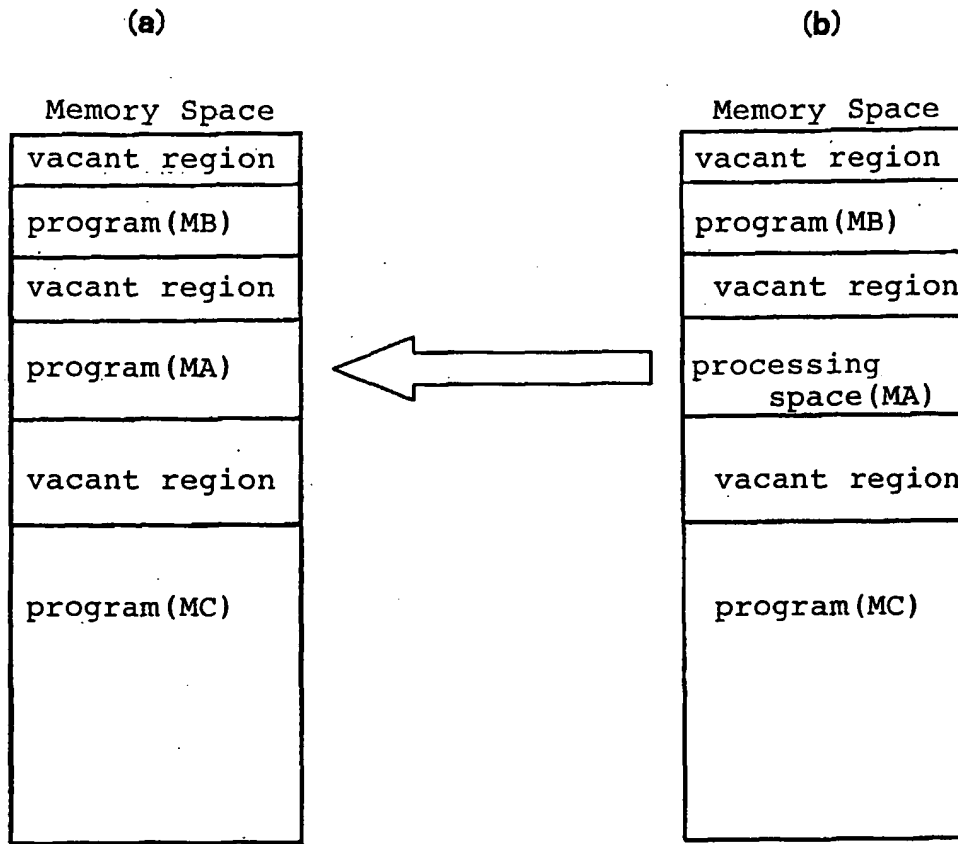 (a)
Memory Space
vacant region
program(MB)
vacant region
program(MA)
vacant region
program(MC)
(b)
Memory Space
vacant region
program(MB)
vacant region
processing
space(MA)
vacant region
program(MC)